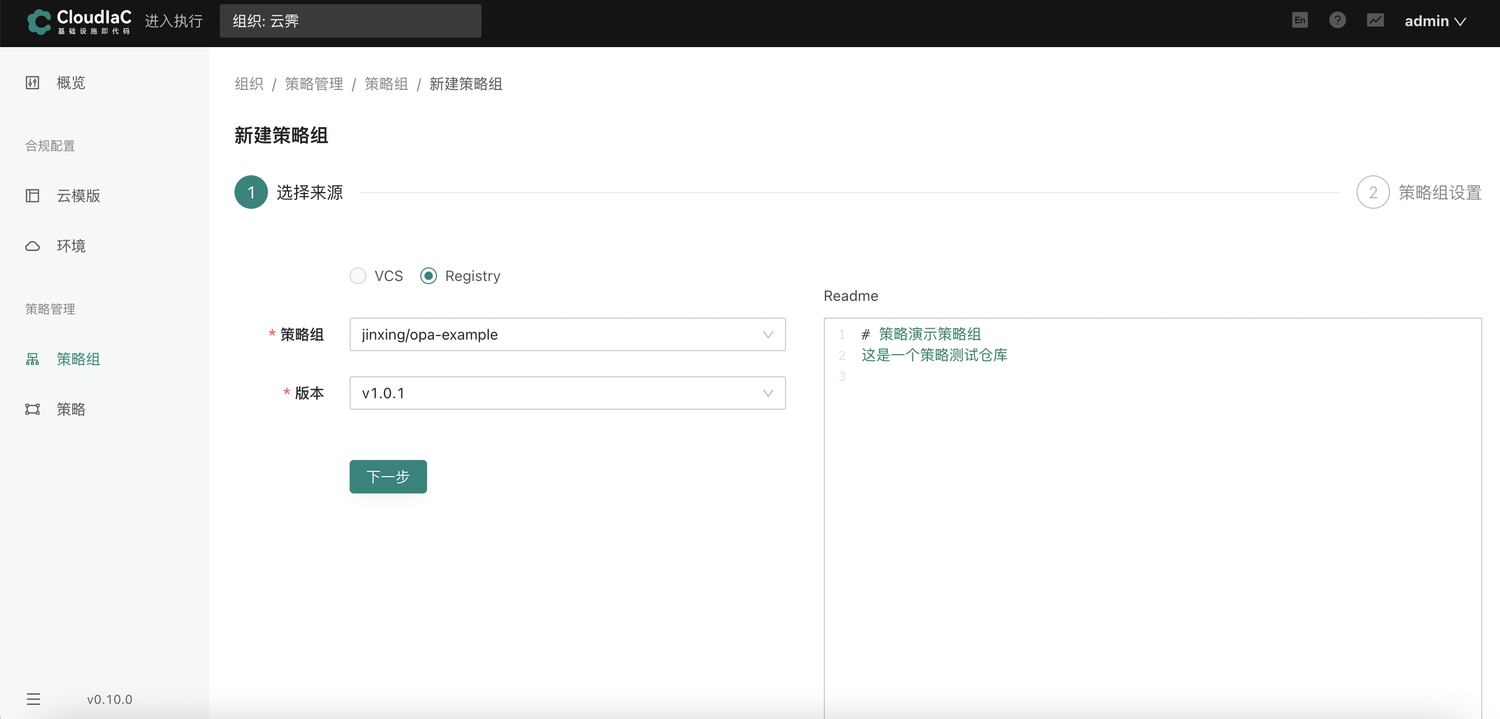 CloudIaC
基础设施即代码
进入执行
组织: 云霁
En
?
admin
概览
合规配置
云模版
环境
策略管理
策略组
策略
v0.10.0
组织 / 策略管理 / 策略组 / 新建策略组
新建策略组
1 选择来源
2 策略组设置
VCS Registry
* 策略组 jinxing/opa-example
* 版本 v1.0.1
下一步
Readme
1 # 策略演示策略组
2 这是一个策略测试仓库
3